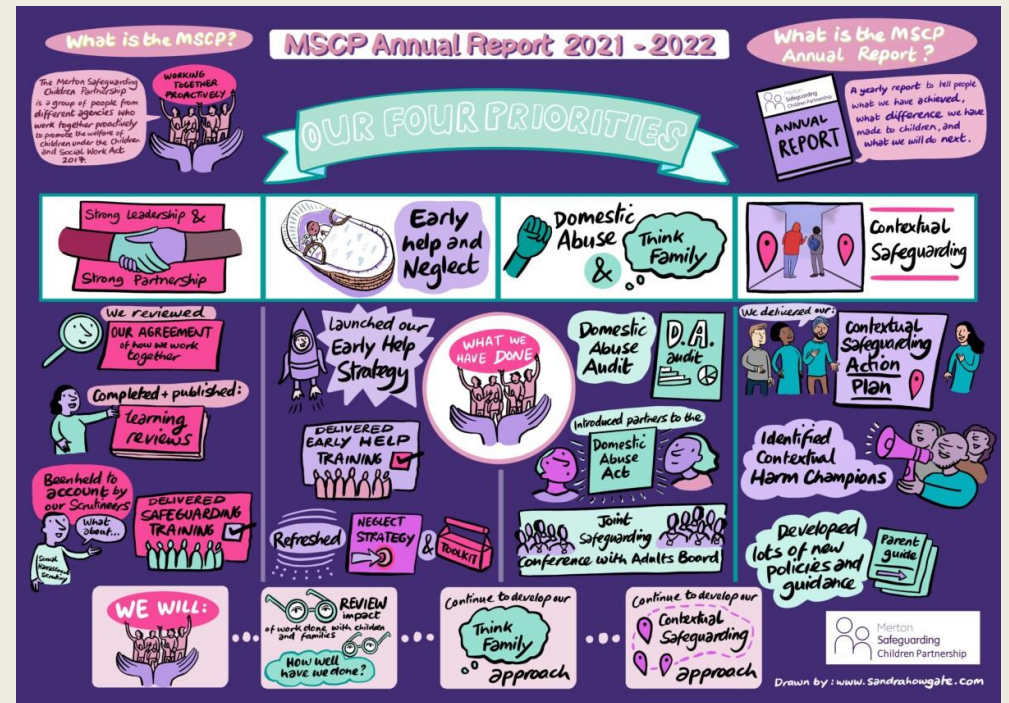 What is the MSCP?
MSCP Annual Report 2021 - 2022
What is the MSCP
Annual Report?
The Merton Safeguarding
Children Partnership
is a group of people from
different agencies who
work together proactively
to promote the welfare of
children under the Children
and Social Work Act
2017.
WORKING
TOGETHER
PROACTIVELY
OUR FOUR PRIORITIES
Merton
Safeguarding
Children Partnership
ANNUAL
REPORT
A yearly report to tell people
what we have achieved,
what difference we have
made to children, and
what we will do next.
Strong Leadership &
Strong Partnership
Early
help and
Neglect
Domestic
Abuse
&
Think
Family
Contextual
Safeguarding
We reviewed
OUR AGREEMENT
of how we work
together
Completed + published:
learning
reviews
Been held to
account by
our Scrutineers
What
about...
Sexual
Harassment
Scrutiny
DELIVERED
SAFEGUARDING
TRAINING
Launched our
Early Help
Strategy
DELIVERED
EARLY HELP
TRAINING
Refreshed
NEGLECT
STRATEGY
&
TOOLKIT
WHAT WE
HAVE DONE
Domestic
Abuse
Audit
D.A.
audit
Introduced partners to the
Domestic
Abuse
Act
Joint
Safeguarding
Conference with Adults Board
We delivered our:
Contextual
Safeguarding
Action
Plan
Identified
Contextual
Harm Champions
Developed
lots of new
policies and
guidance
Parent
guide
WE WILL:
REVIEW
impact
of work done with children
and families
How well
have we done?
Continue to develop our
Think
Family
approach
Continue to develop our
Contextual
Safeguarding
approach
Merton
Safeguarding
Children Partnership
Drawn by: www.sandrahowgate.com